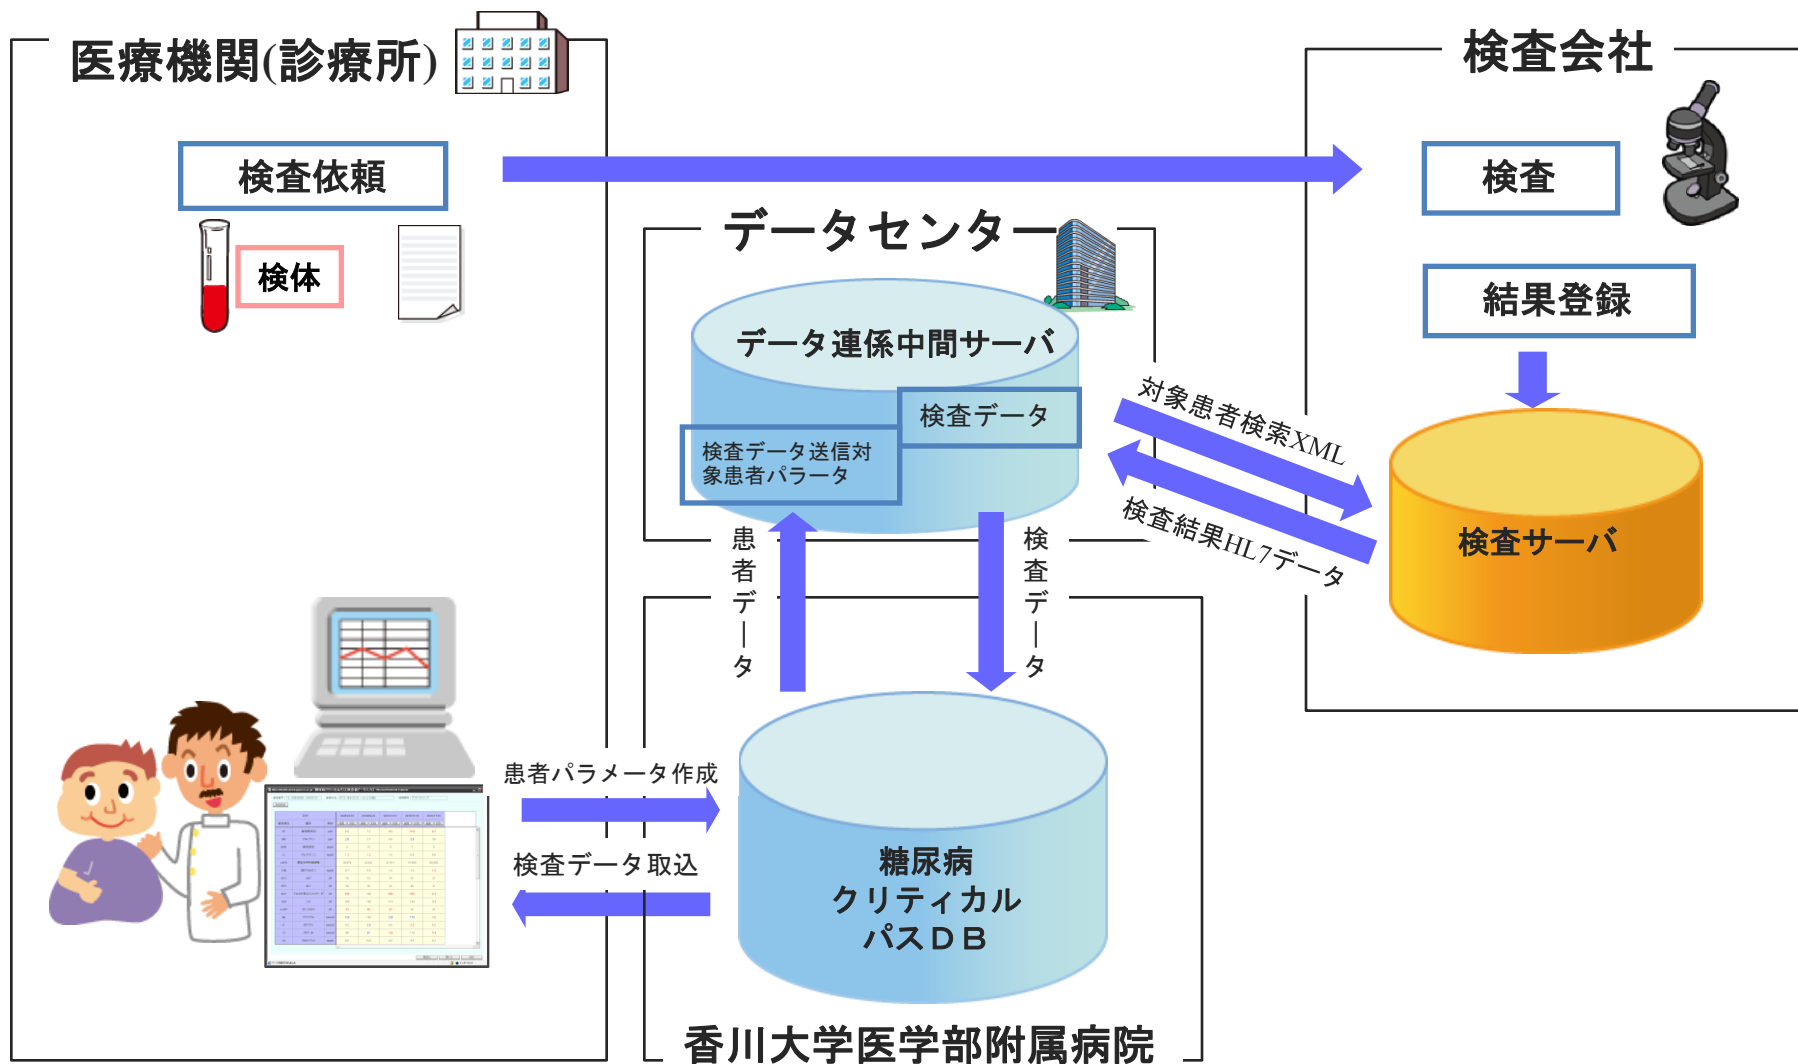 医療機関(診療所)
検査依頼
検体
検査会社
検査
結果登録
データセンター
データ連係中間サーバ
検査データ
検査データ送信対
象患者パラータ
対象患者検索XML
検査結果HL7データ
検査サーバ
患者データ
検査データ
患者パラメータ作成
検査データ取込
糖尿病
クリティカル
パスＤＢ
香川大学医学部附属病院